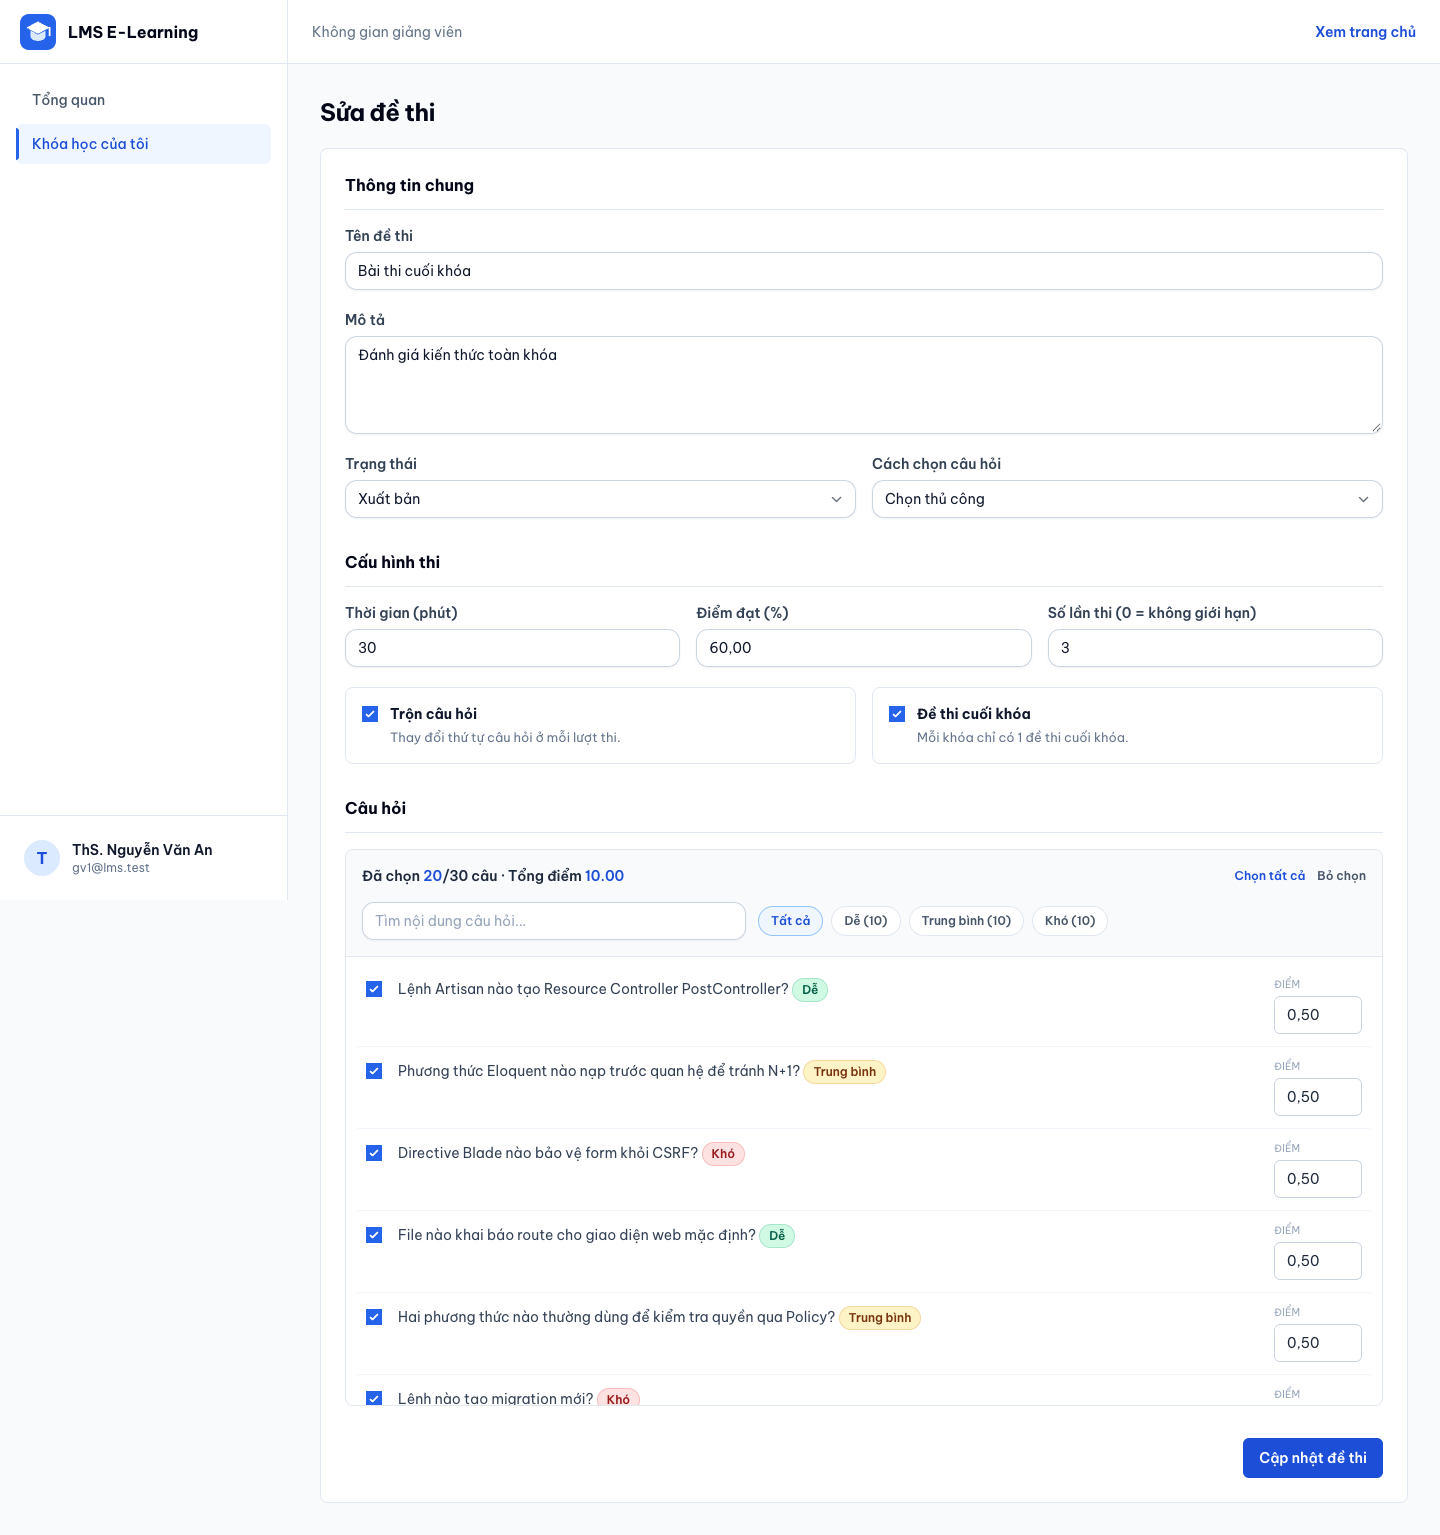 LMS E-Learning
Không gian giảng viên
Xem trang chủ
Tổng quan
Khóa học của tôi
Sửa đề thi
Thông tin chung
Tên đề thi
Bài thi cuối khóa
Mô tả
Đánh giá kiến thức toàn khóa
Trạng thái
Cách chọn câu hỏi
Xuất bản
Chọn thủ công
Cấu hình thi
Thời gian (phút)
Điểm đạt (%)
Số lần thi (0 = không giới hạn)
30
60,00
3
Trộn câu hỏi
Thay đổi thứ tự câu hỏi ở mỗi lượt thi.
Đề thi cuối khóa
Mỗi khóa chỉ có 1 đề thi cuối khóa.
Câu hỏi
Đã chọn 20/30 câu · Tổng điểm 10.00
Chọn tất cả
Bỏ chọn
Tìm nội dung câu hỏi...
Tất cả
Dễ (10)
Trung bình (10)
Khó (10)
Lệnh Artisan nào tạo Resource Controller PostController? Dễ
ĐIỂM
0,50
Phương thức Eloquent nào nạp trước quan hệ để tránh N+1? Trung bình
ĐIỂM
0,50
Directive Blade nào bảo vệ form khỏi CSRF? Khó
ĐIỂM
0,50
File nào khai báo route cho giao diện web mặc định? Dễ
ĐIỂM
0,50
Hai phương thức nào thường dùng để kiểm tra quyền qua Policy? Trung bình
ĐIỂM
0,50
Lệnh nào tạo migration mới? Khó
ĐIỂM
Cập nhật đề thi
T
ThS. Nguyễn Văn An
gv1@lms.test